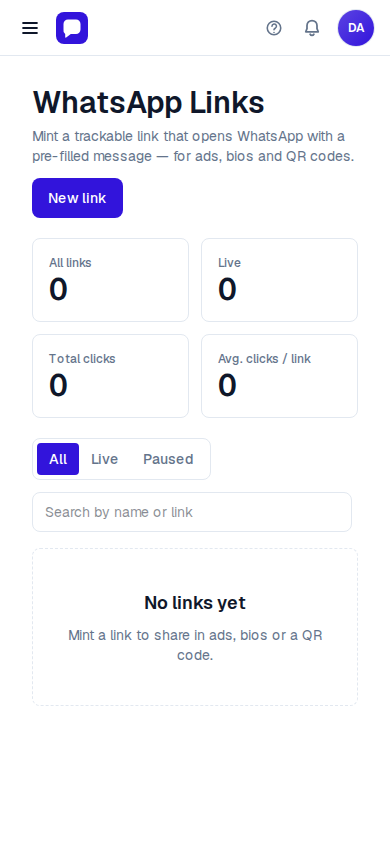 DA
WhatsApp Links
Mint a trackable link that opens WhatsApp with a
pre-filled message — for ads, bios and QR codes.
New link
All links
0
Live
0
Total clicks
0
Avg. clicks / link
0
All
Live
Paused
Search by name or link
No links yet
Mint a link to share in ads, bios or a QR
code.